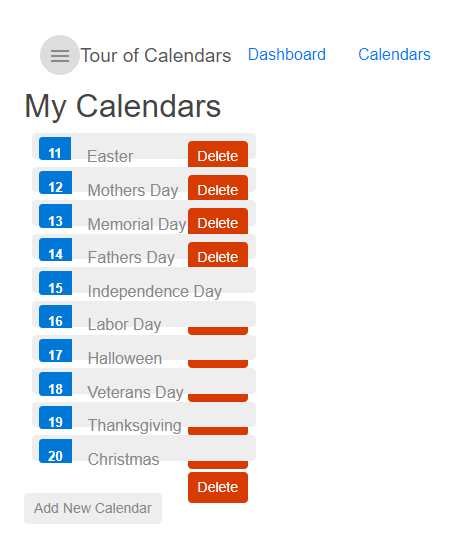 Tour of Calendars Dashboard Calendars
My Calendars
11 Easter Delete
12 Mothers Day Delete
13 Memorial Day Delete
14 Fathers Day Delete
15 Independence Day
16 Labor Day
17 Halloween
18 Veterans Day
19 Thanksgiving
20 Christmas
Delete
Add New Calendar